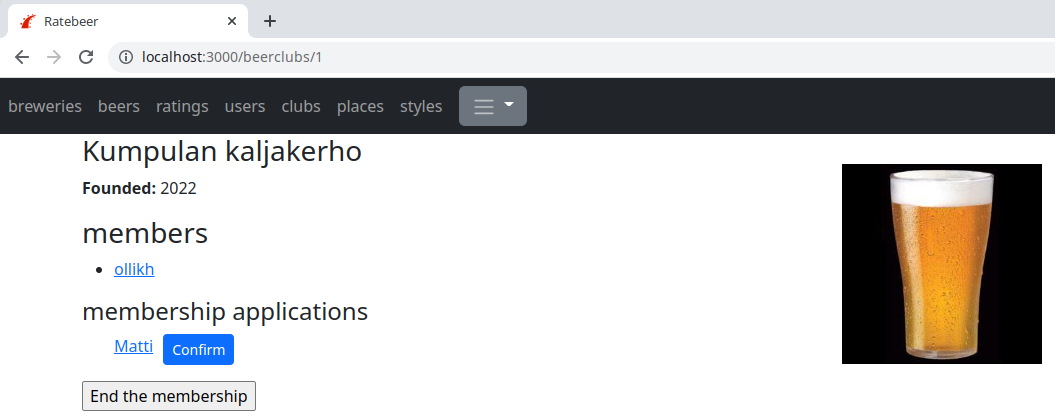 Ratebeer
localhost:3000/beerclubs/1
breweries beers ratings users clubs places styles
Kumpulan kaljakerho
Founded: 2022
members
ollikh
membership applications
Matti Confirm
End the membership